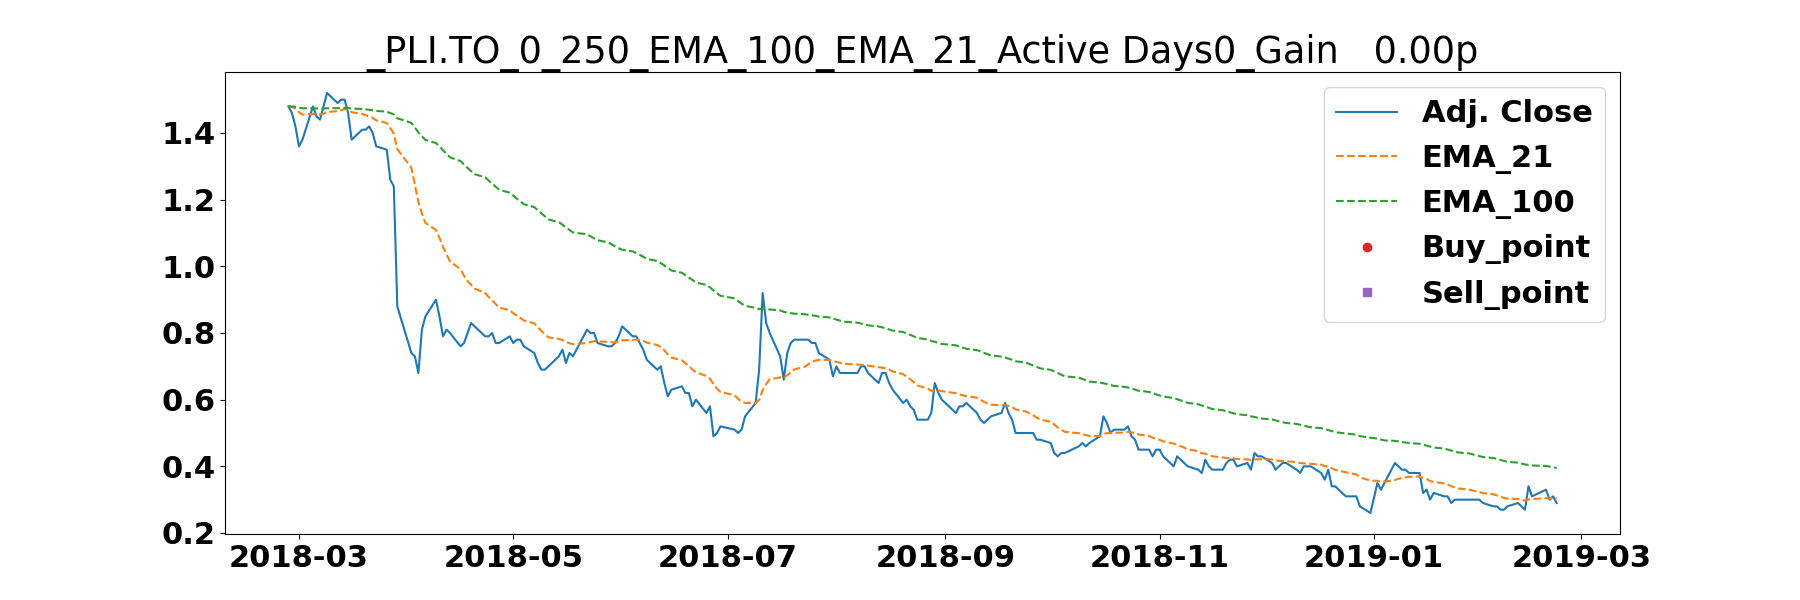 _PLI.TO_0_250_EMA_100_EMA_21_Active Days0_Gain   0.00p
Adj. Close
EMA_21
EMA_100
Buy_point
Sell_point
1.4
1.2
1.0
0.8
0.6
0.4
0.2
2018-03 2018-05 2018-07 2018-09 2018-11 2019-01 2019-03